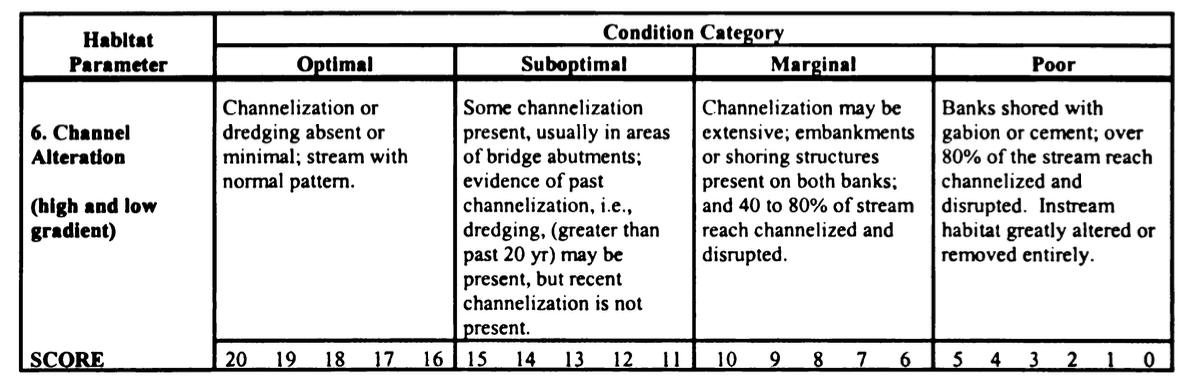 Habitat
Parameter
Condition Category
Optimal
Suboptimal
Marginal
Poor
6. Channel
Alteration
(high and low
gradient)
Channelization or
dredging absent or
minimal; stream with
normal pattern.
Some channelization
present, usually in areas
of bridge abutments;
evidence of past
channelization, i.e.,
dredging, (greater than
past 20 yr) may be
present, but recent
channelization is not
present.
Channelization may be
extensive; embankments
or shoring structures
present on both banks;
and 40 to 80% of stream
reach channelized and
disrupted.
Banks shored with
gabion or cement; over
80% of the stream reach
channelized and
disrupted. Instream
habitat greatly altered or
removed entirely.
SCORE
20 19 18 17 16
15 14 13 12 11
10 9 8 7 6
5 4 3 2 1 0